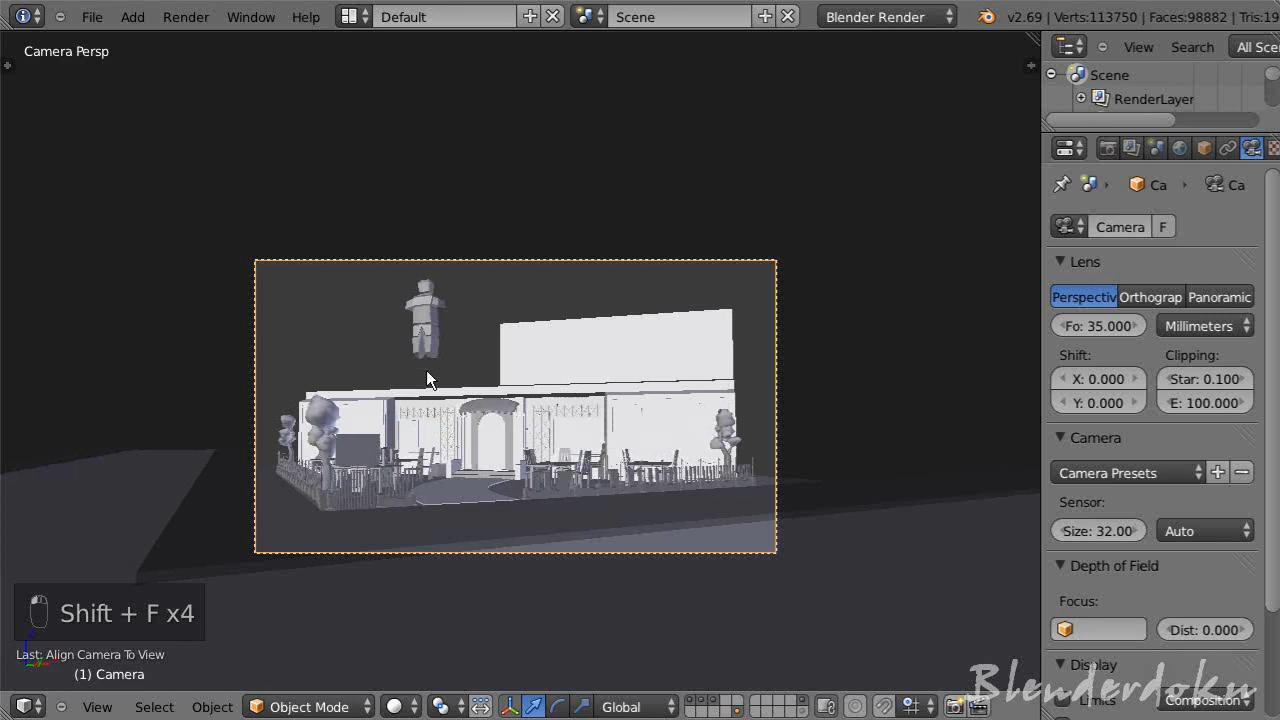 File Add Render Window Help Default Scene Blender Render v2.69 | Verts:113750 | Faces:98882 | Tris:19
Camera Persp
View Search All Sce
Scene
RenderLayer
Ca Ca
Camera F
Lens
Perspectiv Orthograp Panoramic
Fo: 35.000 Millimeters
Shift: Clipping:
X: 0.000 Star: 0.100
Y: 0.000 E: 100.000
Camera
Camera Presets
Sensor:
Size: 32.00 Auto
Depth of Field
Focus:
Dist: 0.000
Display
Limits Composition
Shift + F x4
Last: Align Camera To View
(1) Camera
Blenderdoku
View Select Object Object Mode Global